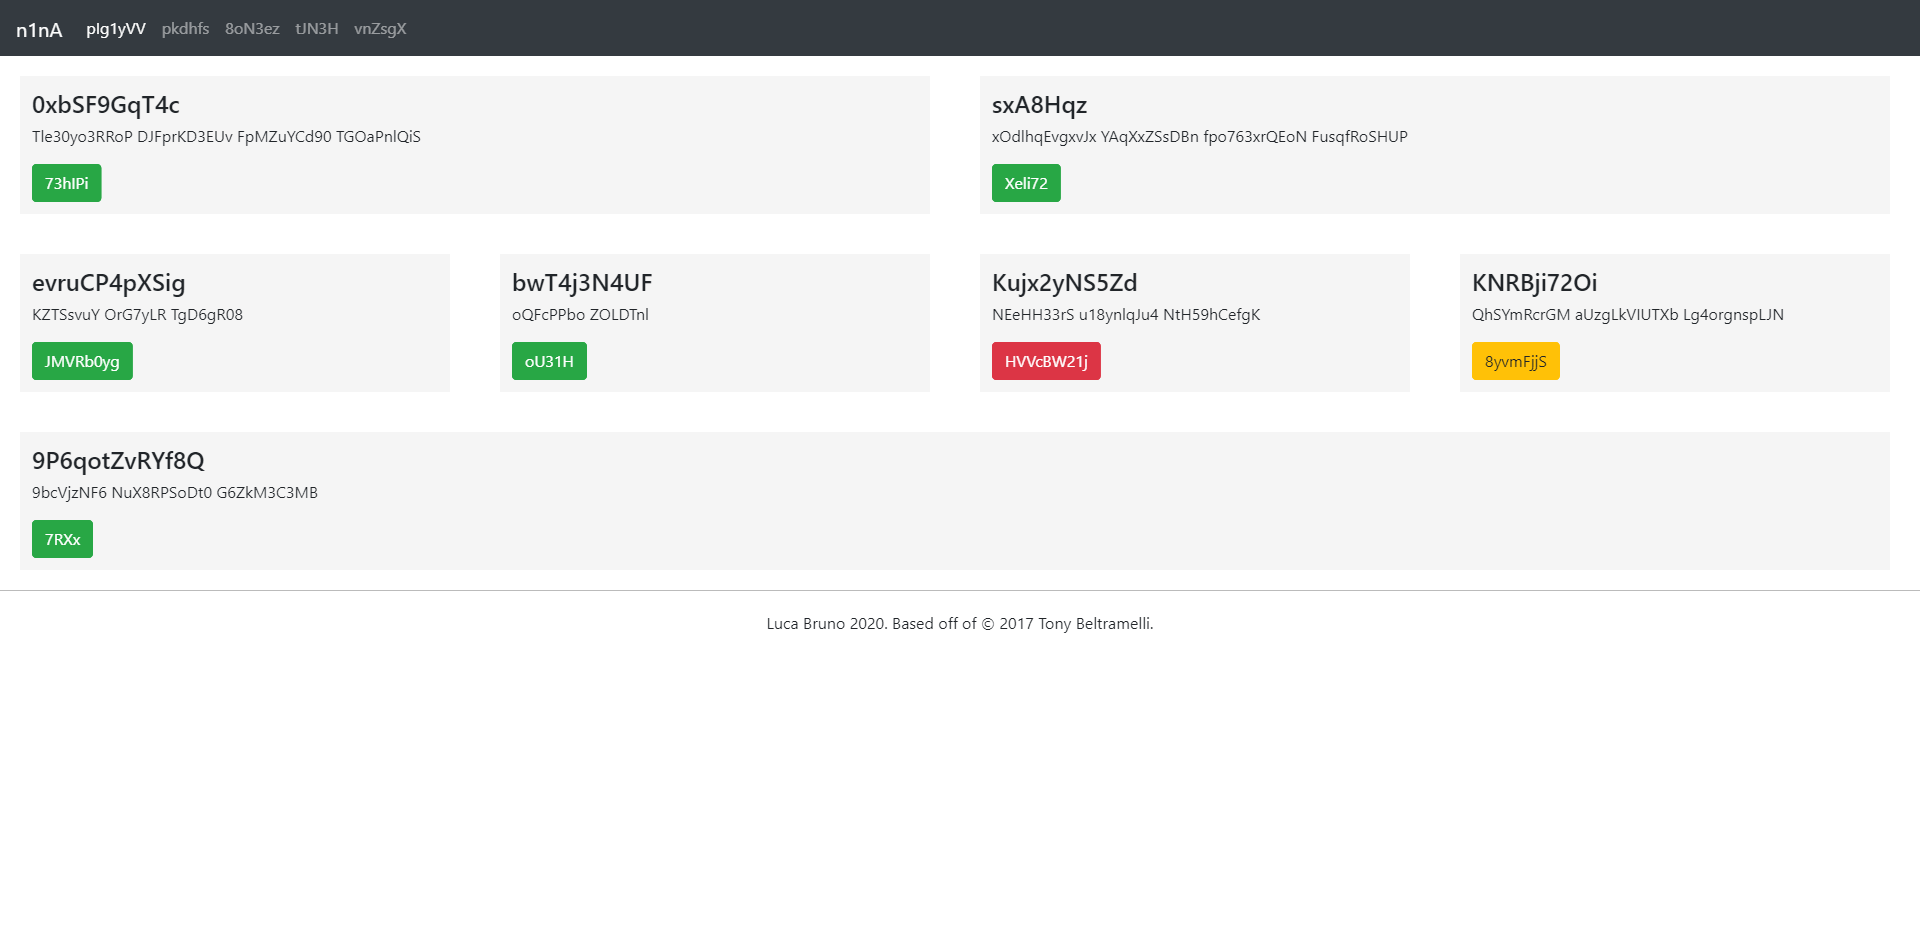 n1nA pIg1yVV pkdhfs 8oN3ez tJN3H vnZsgX
0xbSF9GqT4c
Tle30yo3RRoP DJFprKD3EUv FpMZuYCd90 TGOaPnlQiS
73hIPi
sxA8Hqz
xOdlhqEvgxvJx YAqXxZSsDBn fpo763xrQEoN FusqfRoSHUP
Xeli72
evruCP4pXSig
KZTSsvuY OrG7yLR TgD6gR08
JMVRb0yg
bwT4j3N4UF
oQFcPPbo ZOLDTnl
oU31H
Kujx2yNS5Zd
NEeHH33rS u18ynlqJu4 NtH59hCefgK
HVVcBW21j
KNRBji72Oi
QhSYmRcrGM aUzgLkVIUTXb Lg4orgnspLJN
8yvmFjjS
9P6qotZvRYf8Q
9bcVjzNF6 NuX8RPSoDt0 G6ZkM3C3MB
7RXx
Luca Bruno 2020. Based off of © 2017 Tony Beltramelli.